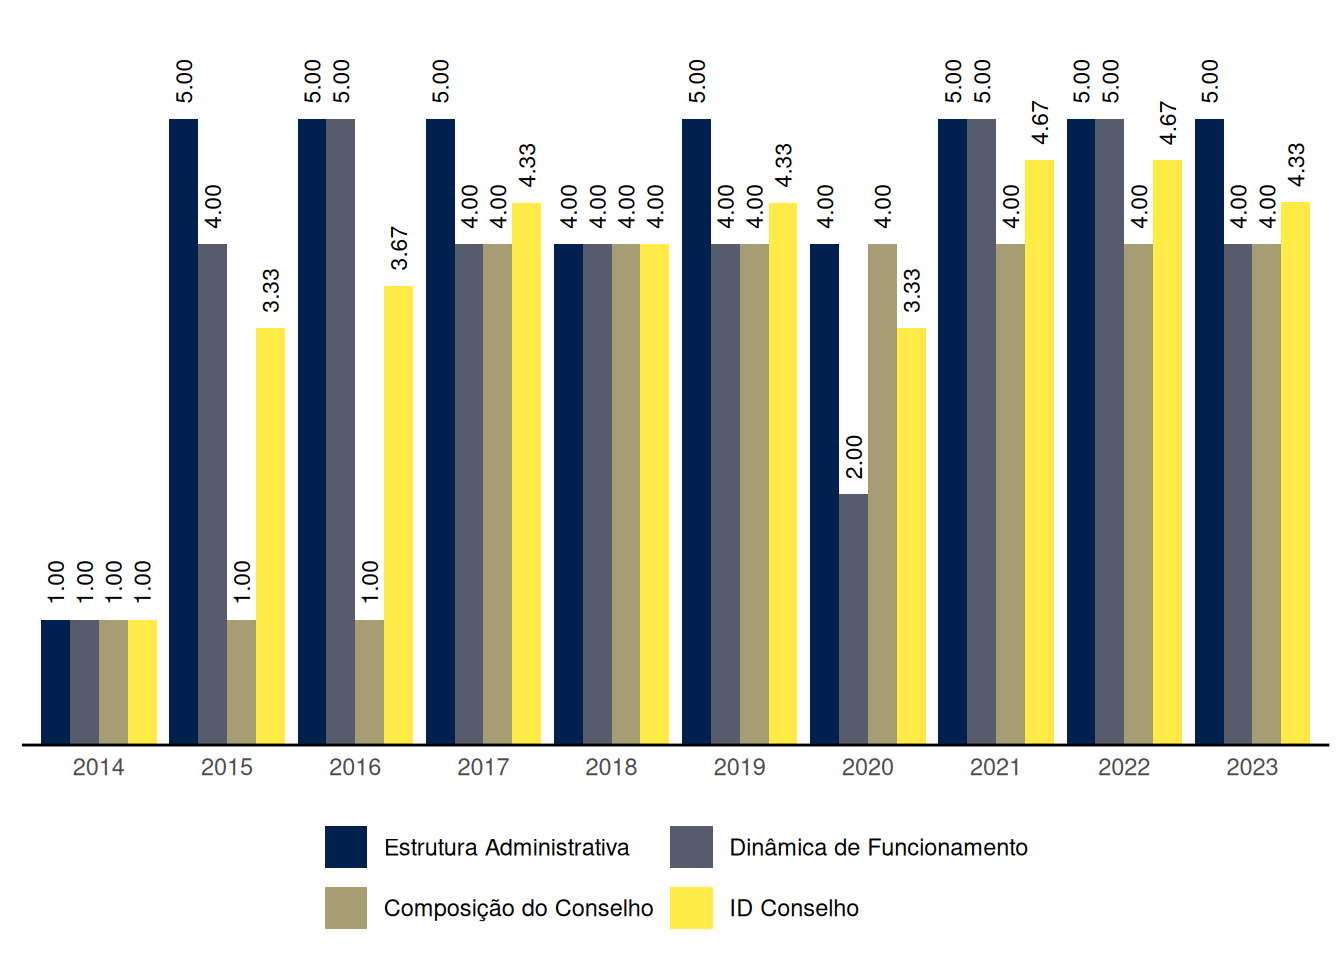 5.00 5.00 5.00 5.00 5.00 5.00 5.00 5.00 5.00 5.00
4.67 4.67
4.33 4.33 4.33
4.00 4.00 4.00 4.00 4.00 4.00 4.00 4.00 4.00 4.00 4.00 4.00 4.00 4.00 4.00 4.00
3.67
3.33 3.33
2.00
1.00 1.00 1.00 1.00 1.00 1.00
2014 2015 2016 2017 2018 2019 2020 2021 2022 2023
Estrutura Administrativa Dinâmica de Funcionamento
Composição do Conselho ID Conselho